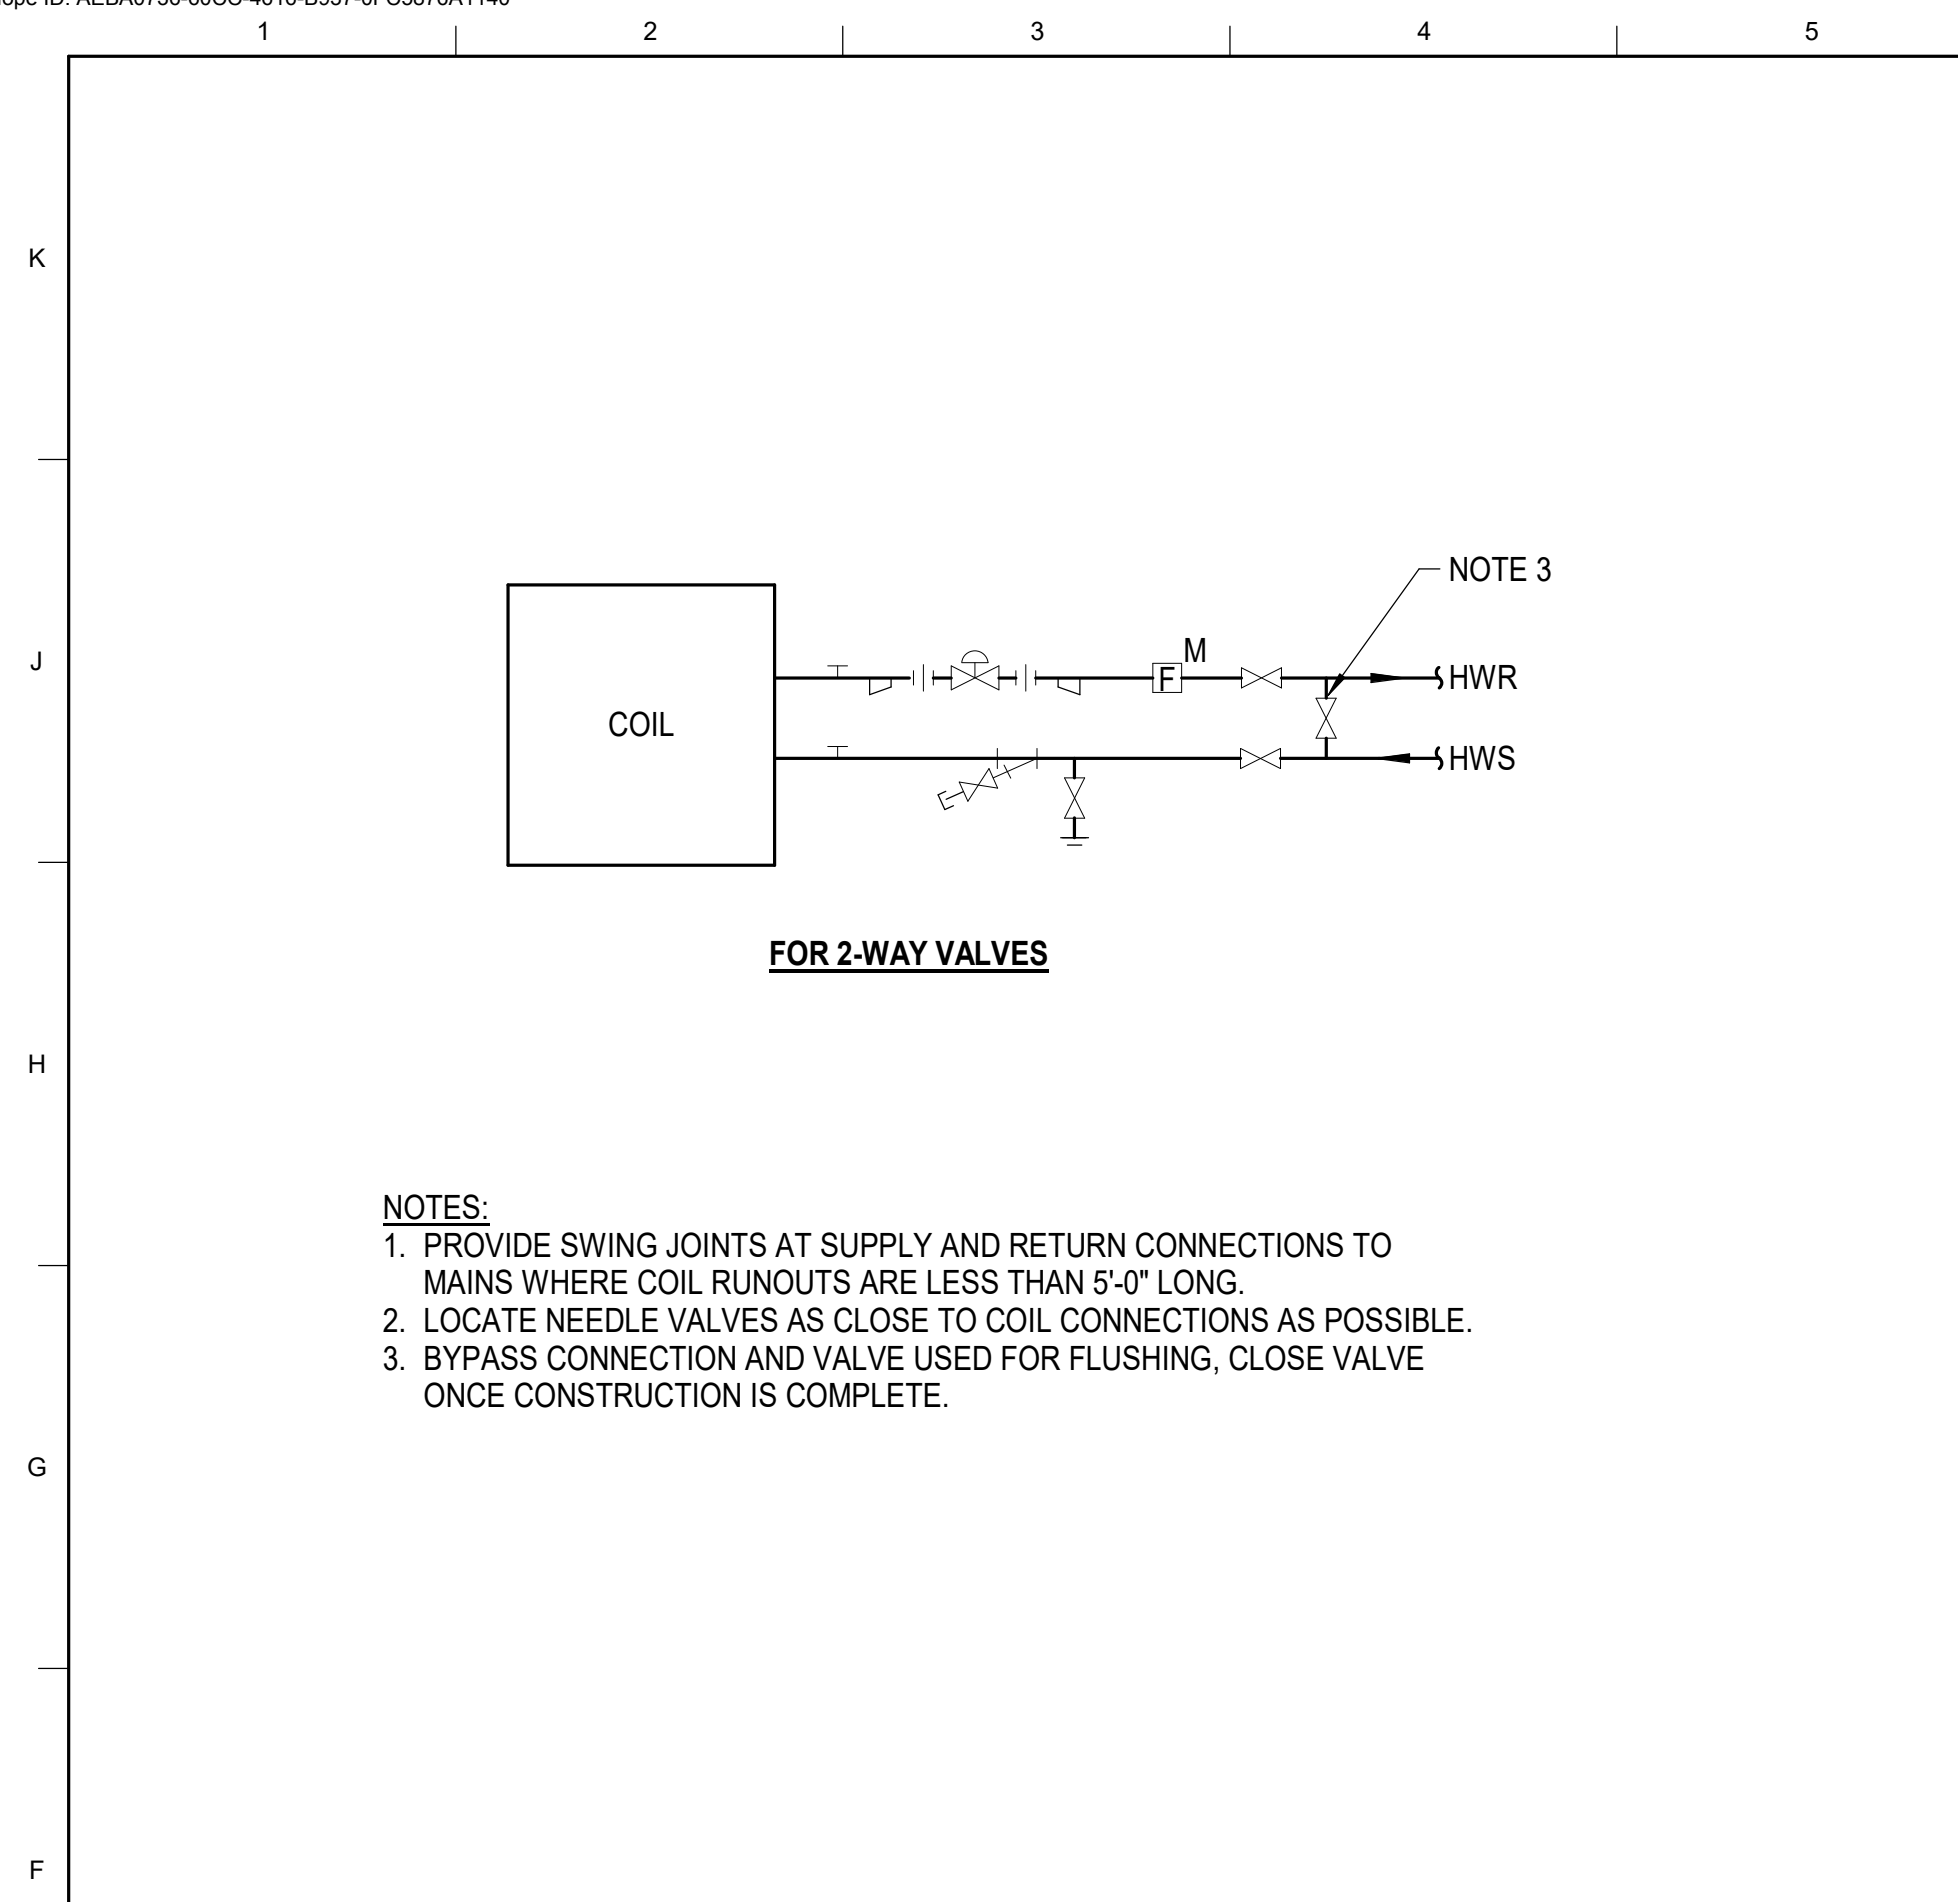 1 2 3 4 5
K
NOTE 3
J
M
F
HWR
COIL
HWS
FOR 2-WAY VALVES
H
NOTES:
1. PROVIDE SWING JOINTS AT SUPPLY AND RETURN CONNECTIONS TO
MAINS WHERE COIL RUNOUTS ARE LESS THAN 5'-0" LONG.
2. LOCATE NEEDLE VALVES AS CLOSE TO COIL CONNECTIONS AS POSSIBLE.
3. BYPASS CONNECTION AND VALVE USED FOR FLUSHING, CLOSE VALVE
ONCE CONSTRUCTION IS COMPLETE.
G
F